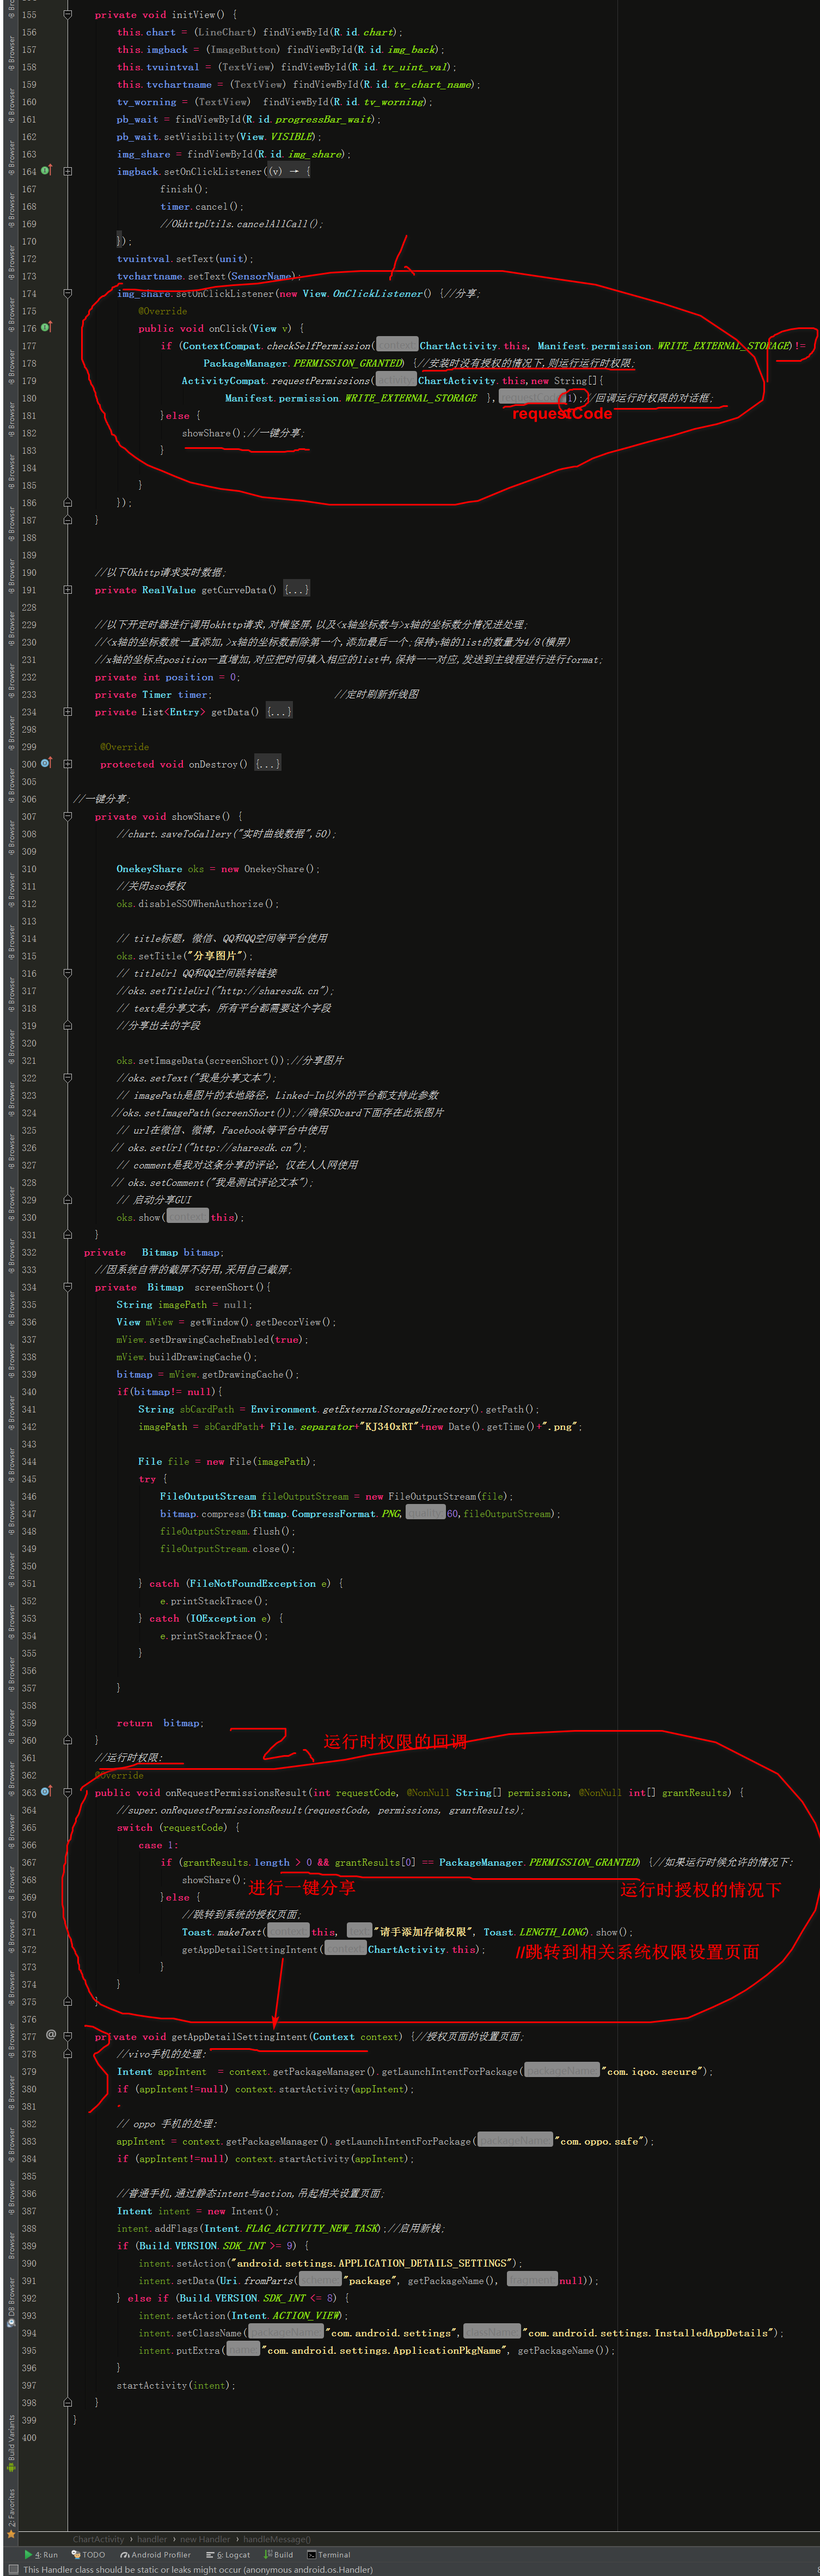 155 private void initView() {
156 this.chart = (LineChart) findViewById(R.id.chart);
157 this.imgback = (ImageButton) findViewById(R.id.img_back);
158 this.tvuintval = (TextView) findViewById(R.id.tv_uint_val);
159 this.tvchartname = (TextView) findViewById(R.id.tv_chart_name);
160 tv_worning = (TextView) findViewById(R.id.tv_worning);
161 pb_wait = findViewById(R.id.progressBar_wait);
162 pb_wait.setVisibility(View.VISIBLE);
163 img_share = findViewById(R.id.img_share);
164 imgback.setOnClickListener((v) → {
167 finish();
168 timer.cancel();
169 //OkhttpUtils.cancelAllCall();
170 });
172 tvuintval.setText(unit);
173 tvchartname.setText(SensorName);
174 img_share.setOnClickListener(new View.OnClickListener() {//分享;
175 @Override
176 public void onClick(View v) {
177 if (ContextCompat.checkSelfPermission( context: ChartActivity.this, Manifest.permission.WRITE_EXTERNAL_STORAGE)!=
178 PackageManager.PERMISSION_GRANTED) {//安装时没有授权的情况下,则运行运行时权限;
179 ActivityCompat.requestPermissions( activity: ChartActivity.this,new String[]{
180 Manifest.permission.WRITE_EXTERNAL_STORAGE }, requestCode: 1);//回调运行时权限的对话框;
requestCode
181 }else {
182 showShare();//一键分享;
183 }
184
185 }
186 });
187 }
188
189
190 //以下Okhttp请求实时数据;
191 private RealValue getCurveData() {...}
228
229 //以下开定时器进行调用okhttp请求,对横竖屏,以及<x轴坐标数与>x轴的坐标数分情况进处理;
230 //<x轴的坐标数就一直添加,>x轴的坐标数删除第一个,添加最后一个;保持y轴的list的数量为4/8(横屏)
231 //x轴的坐标点position一直增加,对应把时间填入相应的list中,保持一一对应,发送到主线程进行进行format;
232 private int position = 0;
233 private Timer timer; //定时刷新折线图
234 private List<Entry> getData() {...}
298
299 @Override
300 protected void onDestroy() {...}
305
306 //一键分享;
307 private void showShare() {
308 //chart.saveToGallery("实时曲线数据",50);
309
310 OnekeyShare oks = new OnekeyShare();
311 //关闭sso授权
312 oks.disableSSOWhenAuthorize();
313
314 // title标题，微信、QQ和QQ空间等平台使用
315 oks.setTitle("分享图片");
316 // titleUrl QQ和QQ空间跳转链接
317 //oks.setTitleUrl("http://sharesdk.cn");
318 // text是分享文本，所有平台都需要这个字段
319 //分享出去的字段
320
321 oks.setImageData(screenShort());//分享图片
322 //oks.setText("我是分享文本");
323 // imagePath是图片的本地路径，Linked-In以外的平台都支持此参数
324 //oks.setImagePath(screenShort());//确保SDcard下面存在此张图片
325 // url在微信、微博，Facebook等平台中使用
326 // oks.setUrl("http://sharesdk.cn");
327 // comment是我对这条分享的评论，仅在人人网使用
328 // oks.setComment("我是测试评论文本");
329 // 启动分享GUI
330 oks.show( context: this);
331 }
332 private Bitmap bitmap;
333 //因系统自带的截屏不好用,采用自己截屏;
334 private Bitmap screenShort(){
335 String imagePath = null;
336 View mView = getWindow().getDecorView();
337 mView.setDrawingCacheEnabled(true);
338 mView.buildDrawingCache();
339 bitmap = mView.getDrawingCache();
340 if(bitmap!= null){
341 String sbCardPath = Environment.getExternalStorageDirectory().getPath();
342 imagePath = sbCardPath+ File.separator+"KJ340xRT"+new Date().getTime()+".png";
343
344 File file = new File(imagePath);
345 try {
346 FileOutputStream fileOutputStream = new FileOutputStream(file);
347 bitmap.compress(Bitmap.CompressFormat.PNG, quality: 60,fileOutputStream);
348 fileOutputStream.flush();
349 fileOutputStream.close();
350
351 } catch (FileNotFoundException e) {
352 e.printStackTrace();
353 } catch (IOException e) {
354 e.printStackTrace();
355 }
356
357 }
358
359 return bitmap;
360 }
运行时权限的回调
361 //运行时权限:
362 @Override
363 public void onRequestPermissionsResult(int requestCode, @NonNull String[] permissions, @NonNull int[] grantResults) {
364 //super.onRequestPermissionsResult(requestCode, permissions, grantResults);
365 switch (requestCode) {
366 case 1:
367 if (grantResults.length > 0 && grantResults[0] == PackageManager.PERMISSION_GRANTED) {//如果运行时候允许的情况下:
368 showShare();
进行一键分享
运行时授权的情况下
369 }else {
370 //跳转到系统的授权页面;
371 Toast.makeText( context: this, text: "请手添加存储权限", Toast.LENGTH_LONG).show();
372 getAppDetailSettingIntent( context: ChartActivity.this);
//跳转到相关系统权限设置页面
373 }
374 }
375 }
376
377 private void getAppDetailSettingIntent(Context context) {//授权页面的设置页面;
378 //vivo手机的处理:
379 Intent appIntent = context.getPackageManager().getLaunchIntentForPackage( packageName: "com.iqoo.secure");
380 if (appIntent!=null) context.startActivity(appIntent);
381
382 // oppo 手机的处理:
383 appIntent = context.getPackageManager().getLaunchIntentForPackage( packageName: "com.oppo.safe");
384 if (appIntent!=null) context.startActivity(appIntent);
385
386 //普通手机,通过静态intent与action,吊起相关设置页面;
387 Intent intent = new Intent();
388 intent.addFlags(Intent.FLAG_ACTIVITY_NEW_TASK);//启用新栈;
389 if (Build.VERSION.SDK_INT >= 9) {
390 intent.setAction("android.settings.APPLICATION_DETAILS_SETTINGS");
391 intent.setData(Uri.fromParts( scheme: "package", getPackageName(), fragment: null));
392 } else if (Build.VERSION.SDK_INT <= 8) {
393 intent.setAction(Intent.ACTION_VIEW);
394 intent.setClassName( packageName: "com.android.settings", className: "com.android.settings.InstalledAppDetails");
395 intent.putExtra( name: "com.android.settings.ApplicationPkgName", getPackageName());
396 }
397 startActivity(intent);
398 }
399 }
400
ChartActivity › handler › new Handler › handleMessage()
4: Run TODO Android Profiler 6: Logcat Build Terminal
This Handler class should be static or leaks might occur (anonymous android.os.Handler)
DB Browser
Build Variants
2: Favorites